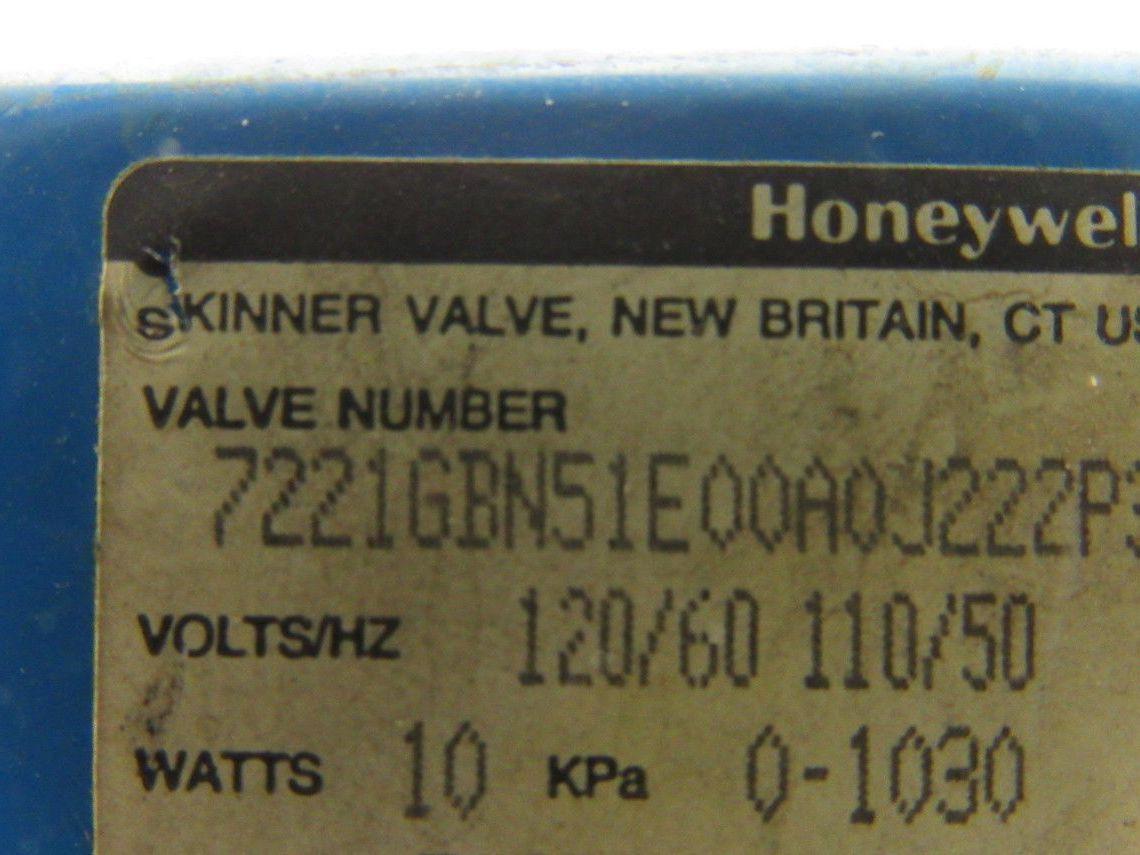 Honeywel
SKINNER VALVE, NEW BRITAIN, CT US
VALVE NUMBER
7221GBN51E00A0J222P3
VOLTS/HZ 120/60 110/50
WATTS 10 KPa 0-1030